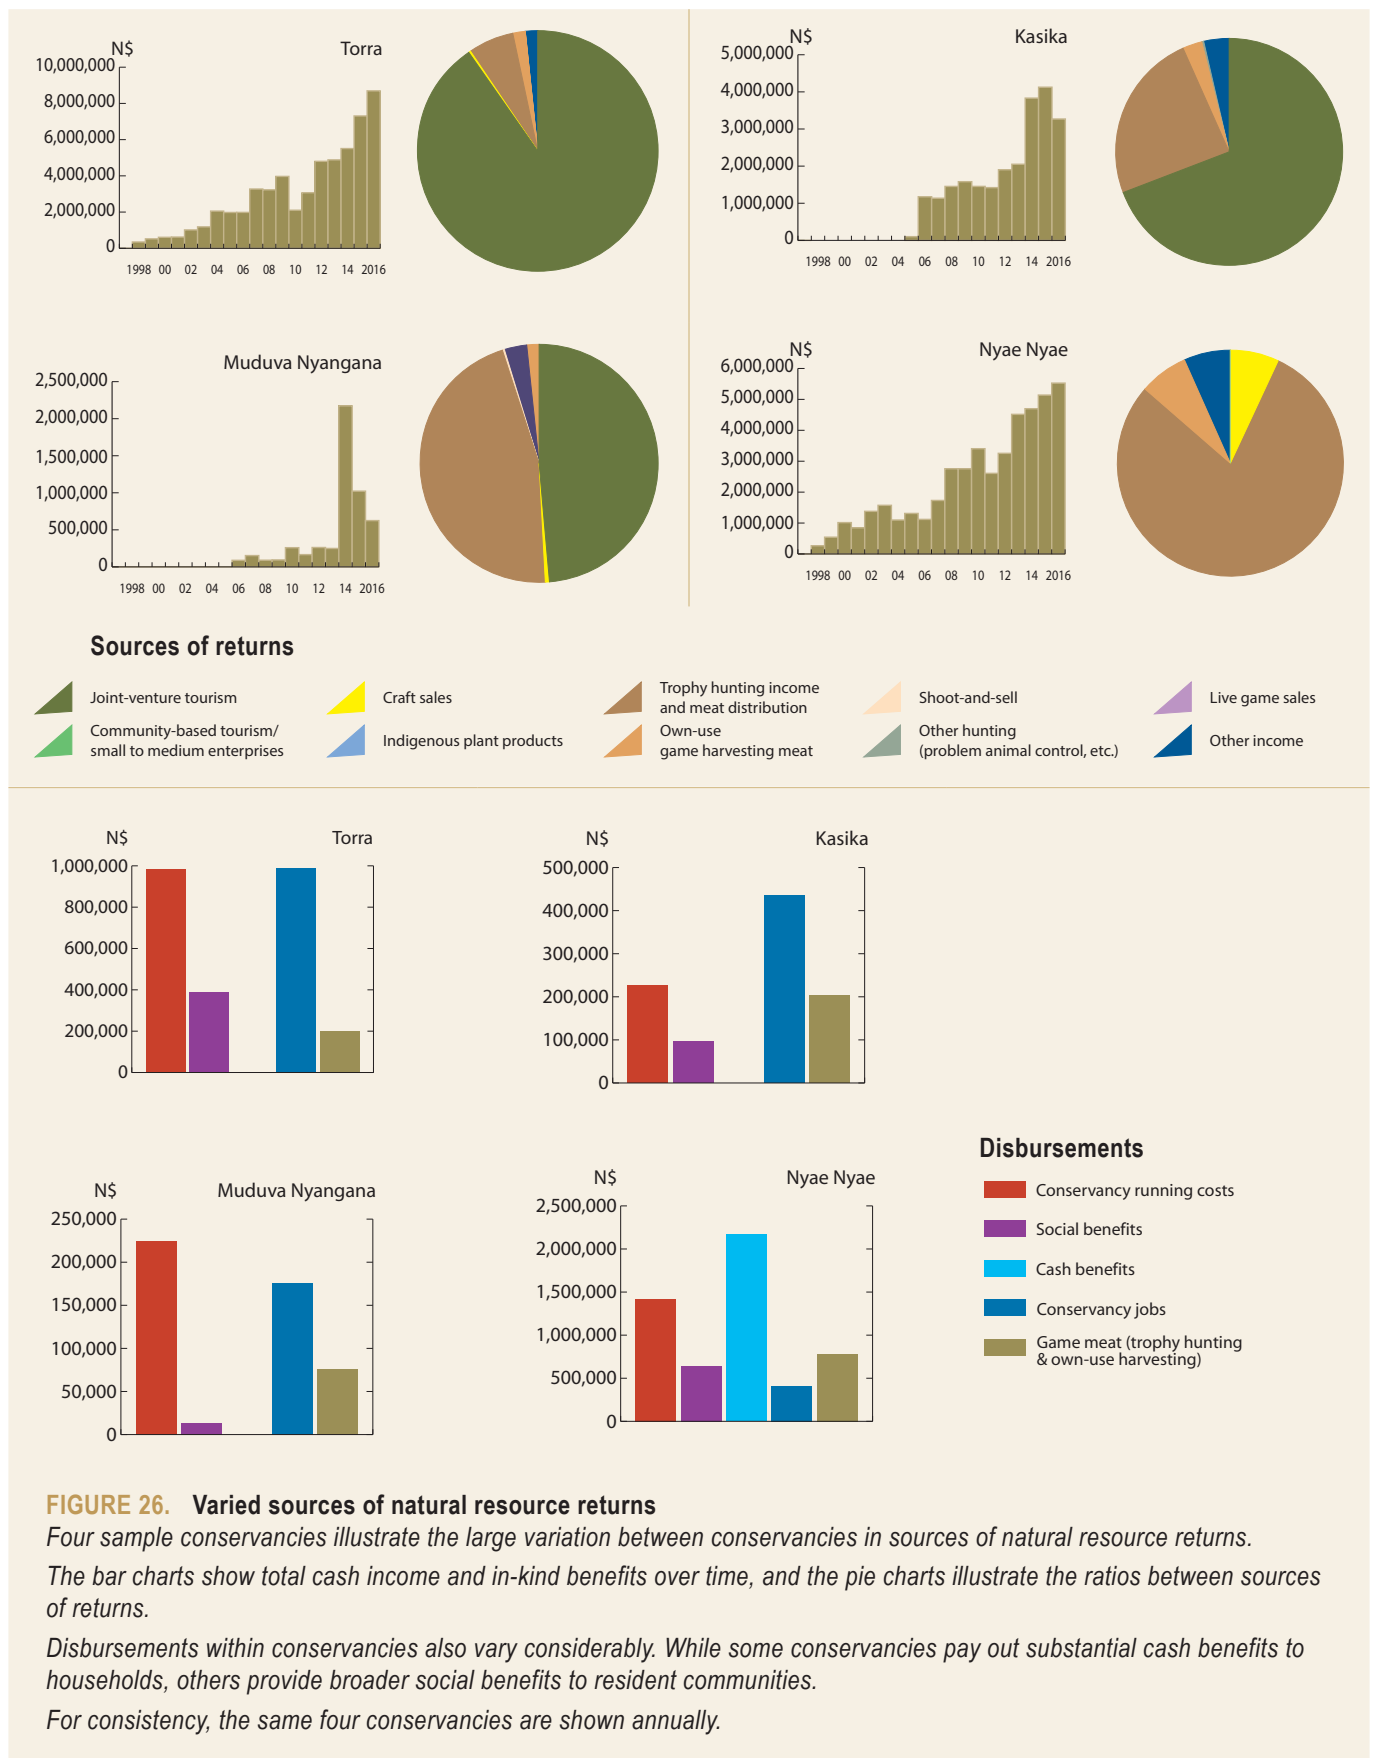 N$ Torra
10,000,000
8,000,000
6,000,000
4,000,000
2,000,000
0
1998 00 02 04 06 08 10 12 14 2016
N$ Kasika
5,000,000
4,000,000
3,000,000
2,000,000
1,000,000
0
1998 00 02 04 06 08 10 12 14 2016
Muduva Nyangana
2,500,000
2,000,000
1,500,000
1,000,000
500,000
0
1998 00 02 04 06 08 10 12 14 2016
N$ Nyae Nyae
6,000,000
5,000,000
4,000,000
3,000,000
2,000,000
1,000,000
0
1998 00 02 04 06 08 10 12 14 2016
Sources of returns
Joint-venture tourism
Community-based tourism/
small to medium enterprises
Craft sales
Indigenous plant products
Trophy hunting income
and meat distribution
Own-use
game harvesting meat
Shoot-and-sell
Other hunting
(problem animal control, etc.)
Live game sales
Other income
N$ Torra
1,000,000
800,000
600,000
400,000
200,000
0
N$ Kasika
500,000
400,000
300,000
200,000
100,000
0
N$ Muduva Nyangana
250,000
200,000
150,000
100,000
50,000
0
N$ Nyae Nyae
2,500,000
2,000,000
1,500,000
1,000,000
500,000
0
Disbursements
Conservancy running costs
Social benefits
Cash benefits
Conservancy jobs
Game meat (trophy hunting
& own-use harvesting)
FIGURE 26. Varied sources of natural resource returns
Four sample conservancies illustrate the large variation between conservancies in sources of natural resource returns.
The bar charts show total cash income and in-kind benefits over time, and the pie charts illustrate the ratios between sources
of returns.
Disbursements within conservancies also vary considerably. While some conservancies pay out substantial cash benefits to
households, others provide broader social benefits to resident communities.
For consistency, the same four conservancies are shown annually.